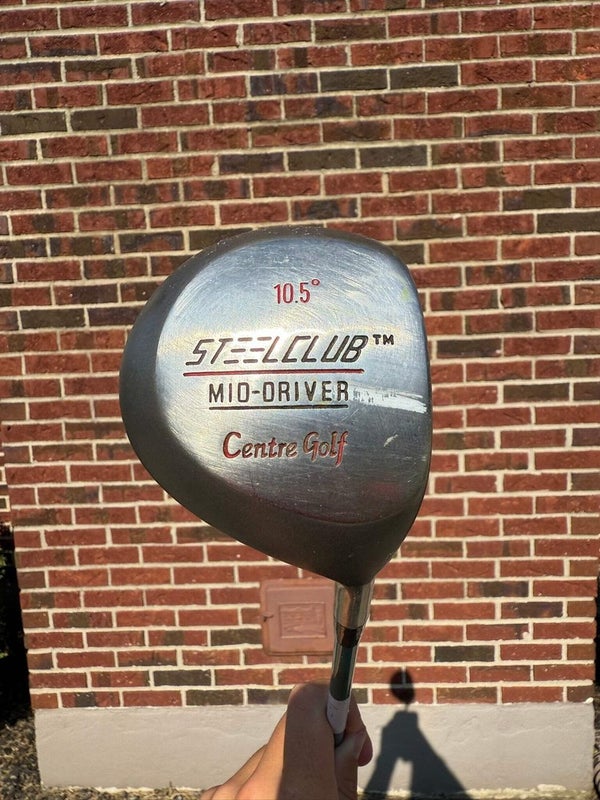 10.5°
STEELCLUB™
MID-DRIVER
Centre Golf